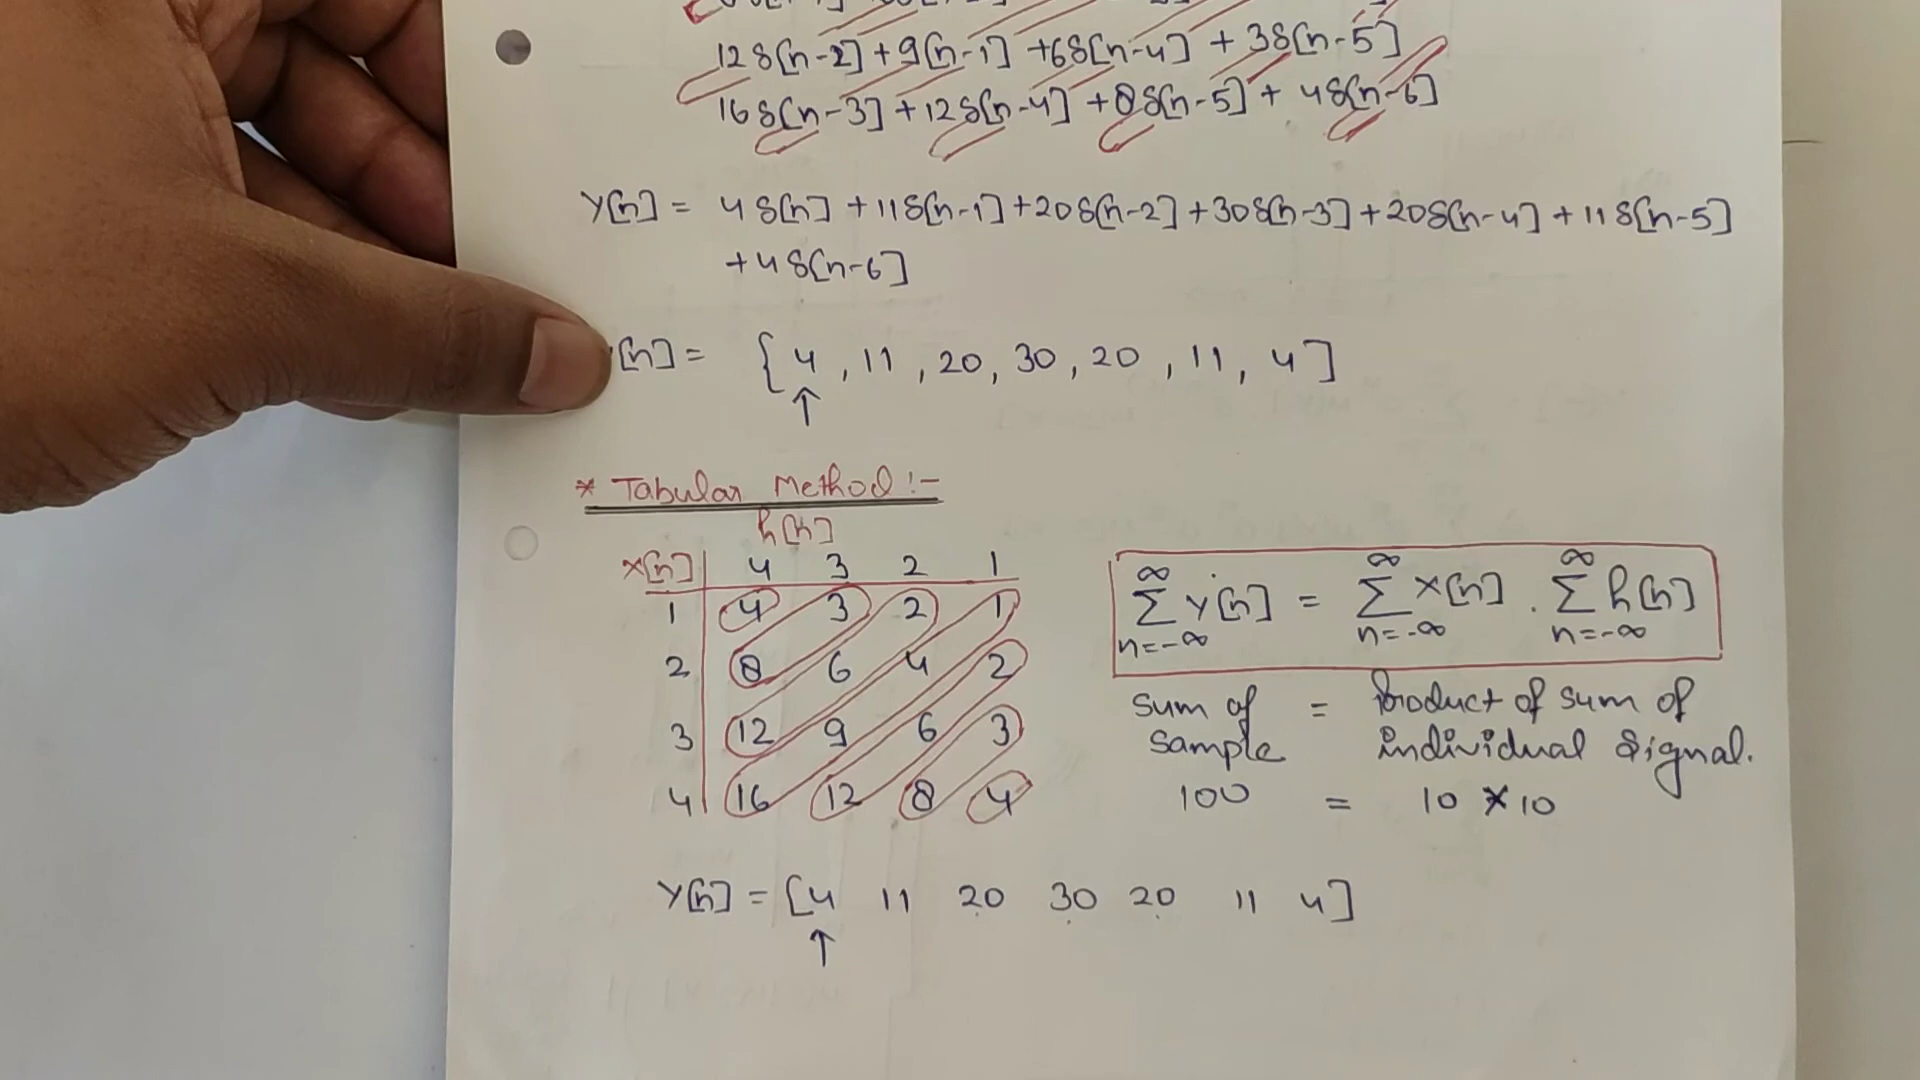 12δ[n-2] + 9[n-1] + 6δ[n-4] + 3δ[n-5]
16δ[n-3] + 12δ[n-4] + 8δ[n-5] + 4δ[n-6]
Y[n] = 4δ[n] + 11δ[n-1] + 20δ[n-2] + 30δ[n-3] + 20δ[n-4] + 11δ[n-5]
+ 4δ[n-6]
[n] = {4, 11, 20, 30, 20, 11, 4]
↑
* Tabular Method :-
h[n]
x[n] 4 3 2 1
1 4 3 2 1
2 8 6 4 2
3 12 9 6 3
4 16 12 8 4
∞ ∞ ∞
Σ Y[n] = Σ x[n] . Σ h[n]
n=-∞ n=-∞ n=-∞
Sum of = Product of sum of
Sample individual Signal.
100 = 10 × 10
Y[n] = [4 11 20 30 20 11 4]
↑